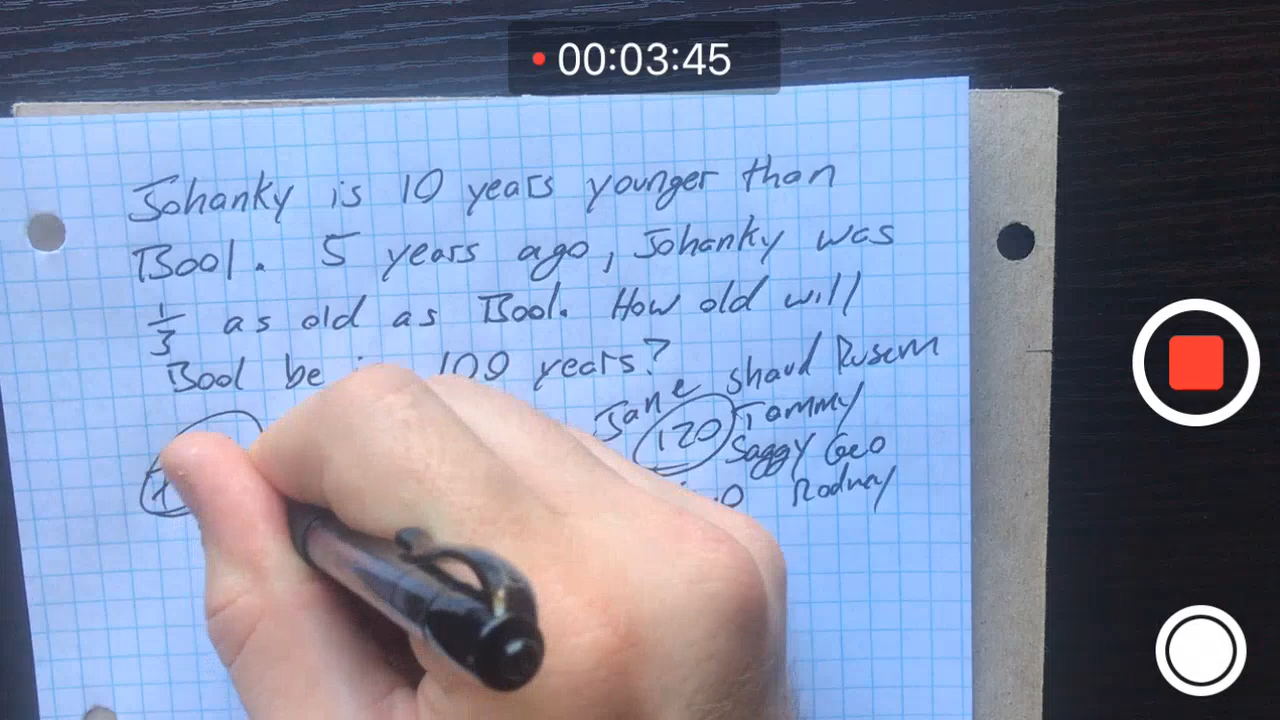 00:03:45
Johanky is 10 years younger than
Bool. 5 years ago, Johanky was
1/3 as old as Bool. How old will
Bool be in 100 years?
Jane shaud
120 Tommy
Saggy Geo
Rodney